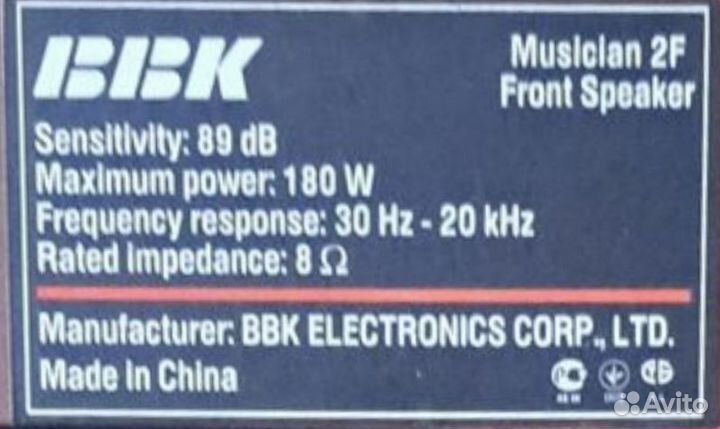 BBK
Musician 2F
Front Speaker
Sensitivity: 89 dB
Maximum power: 180 W
Frequency response: 30 Hz - 20 kHz
Rated impedance: 8 Ω
Manufacturer: BBK ELECTRONICS CORP., LTD.
Made in China
Avito